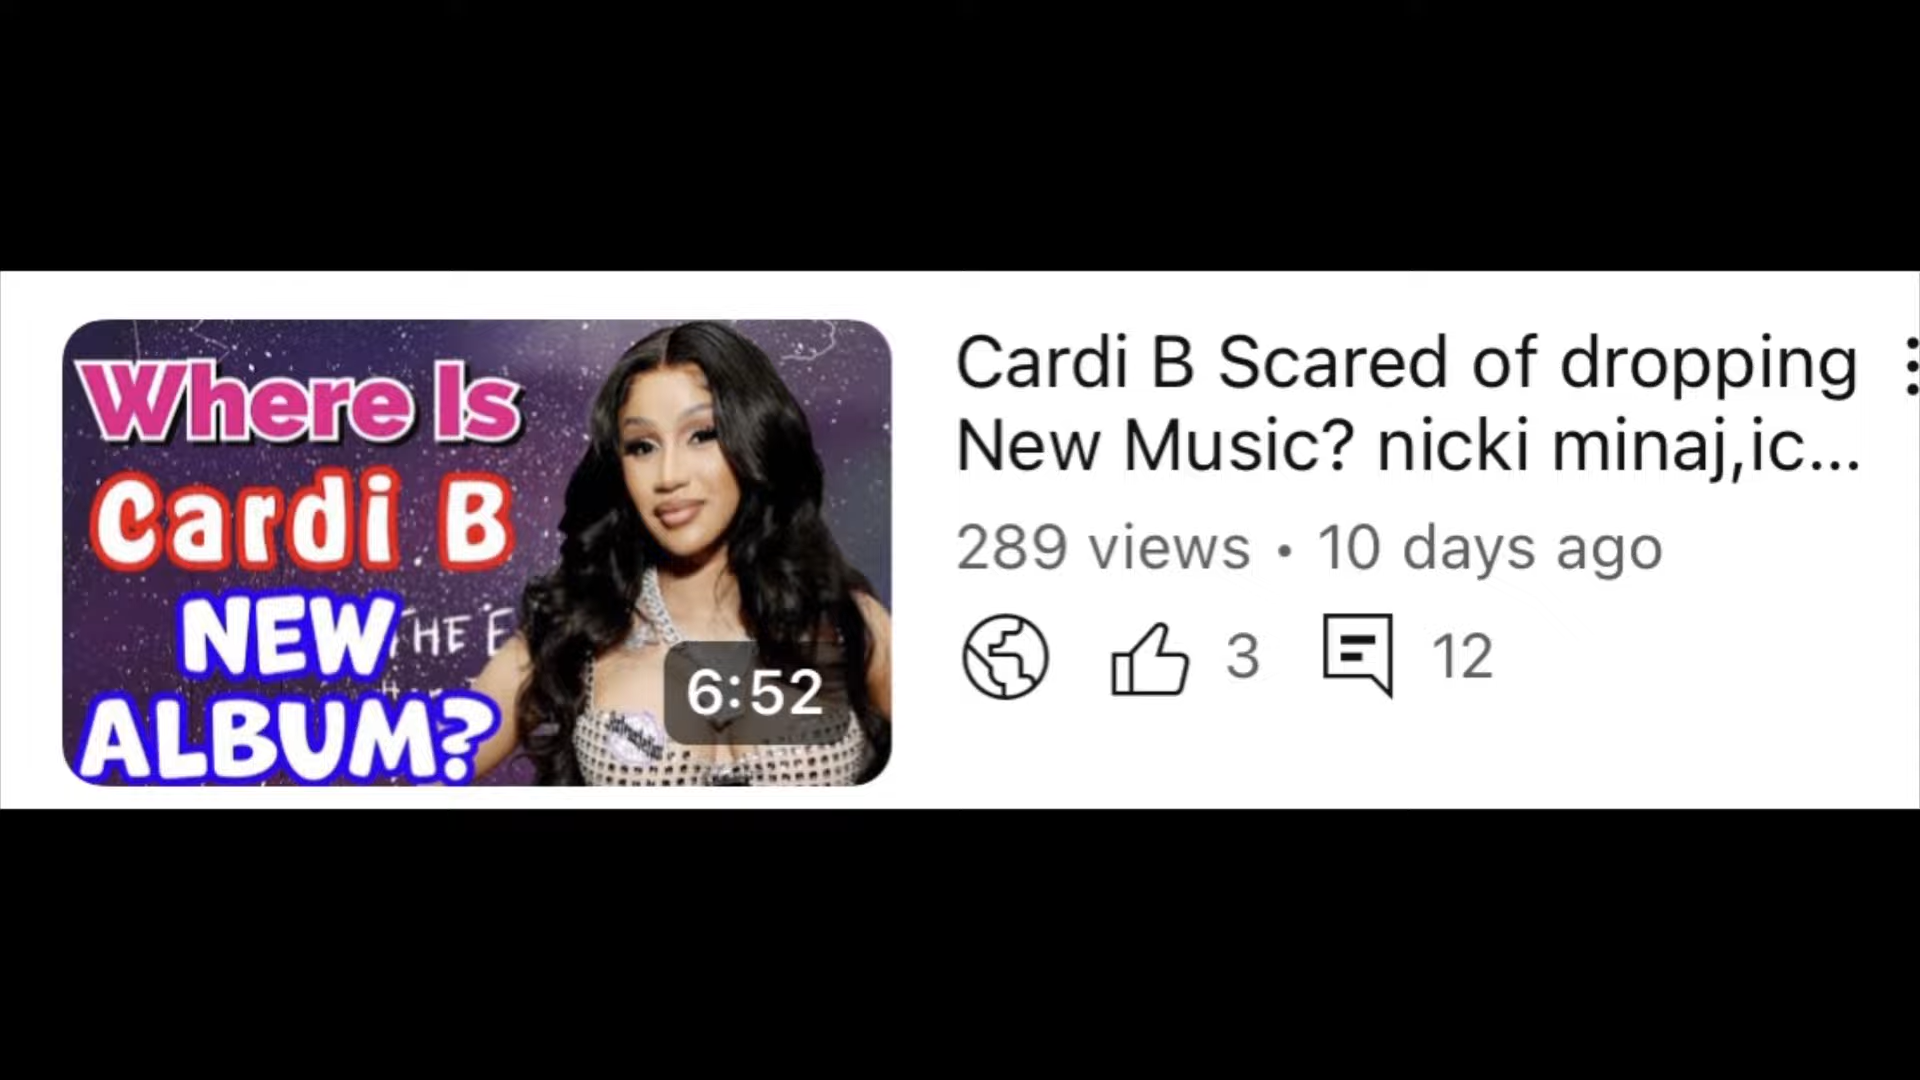 Where Is
Cardi B
NEW
ALBUM?
THE E
6:52
Cardi B Scared of dropping
New Music? nicki minaj,ic...
289 views • 10 days ago
3
12